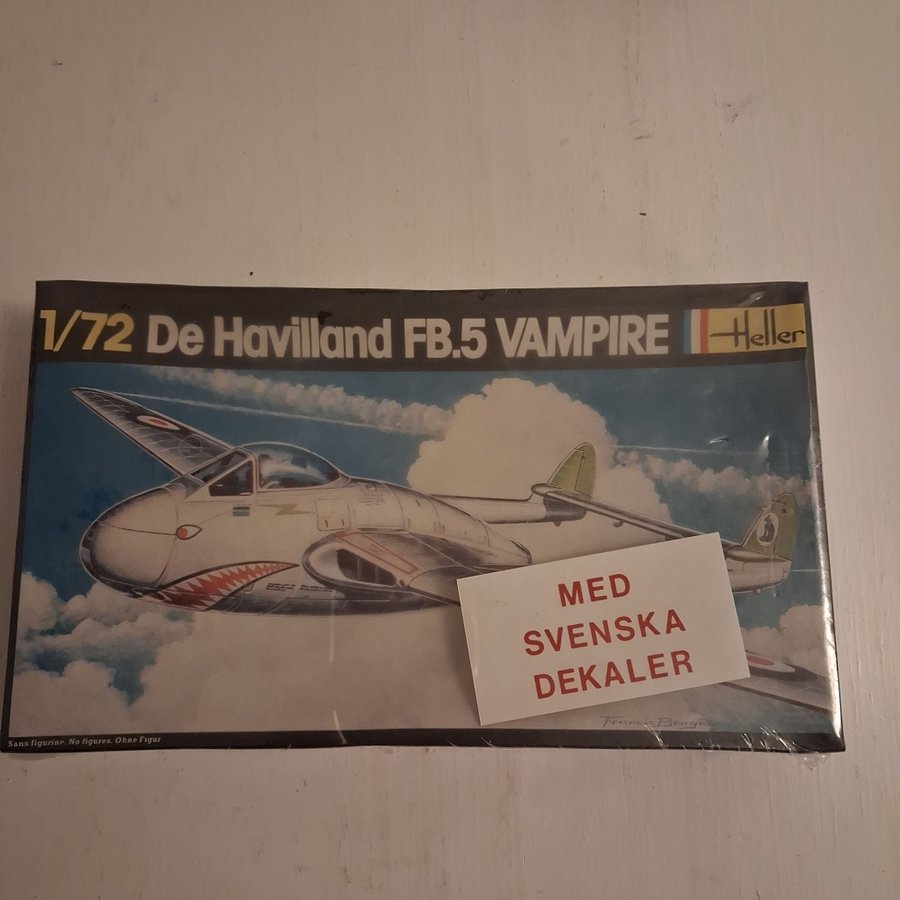 1/72 De Havilland FB.5 VAMPIRE Heller
MED
SVENSKA
DEKALER
Sans figurine. No figures. Ohne Figur